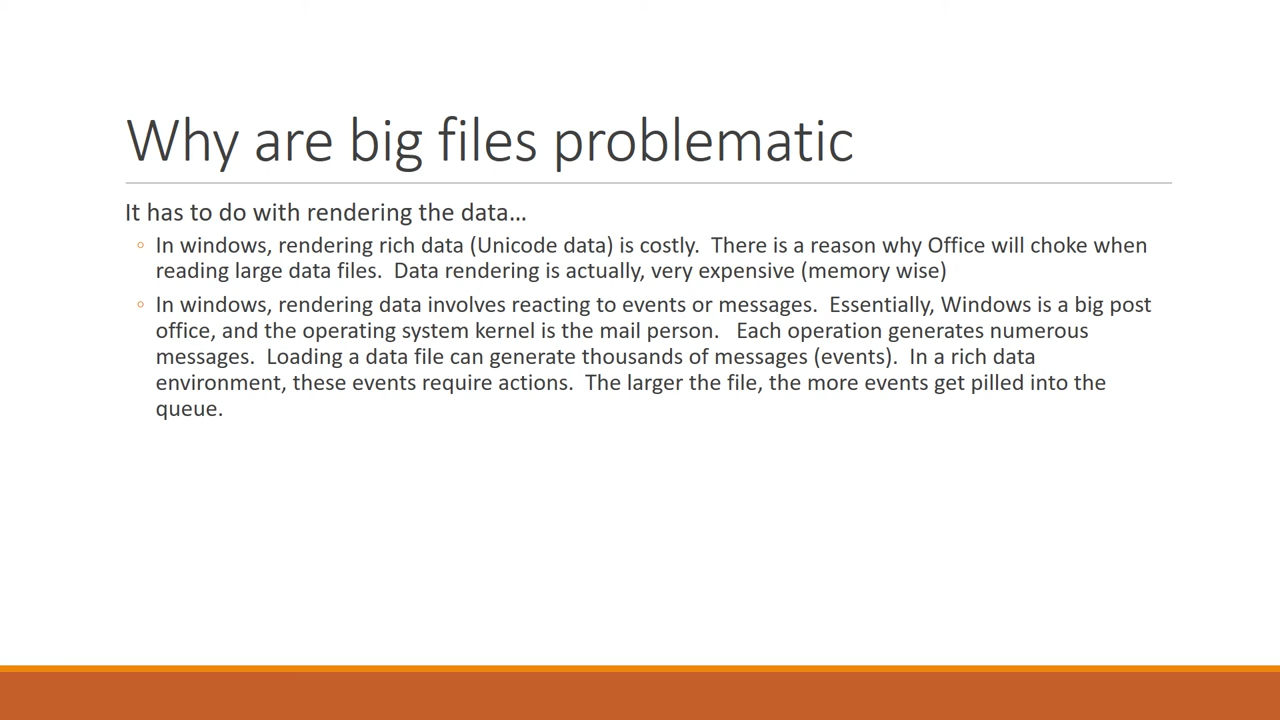 Why are big files problematic
It has to do with rendering the data…
◦ In windows, rendering rich data (Unicode data) is costly.  There is a reason why Office will choke when
reading large data files.  Data rendering is actually, very expensive (memory wise)
◦ In windows, rendering data involves reacting to events or messages.  Essentially, Windows is a big post
office, and the operating system kernel is the mail person.   Each operation generates numerous
messages.  Loading a data file can generate thousands of messages (events).  In a rich data
environment, these events require actions.  The larger the file, the more events get pilled into the
queue.